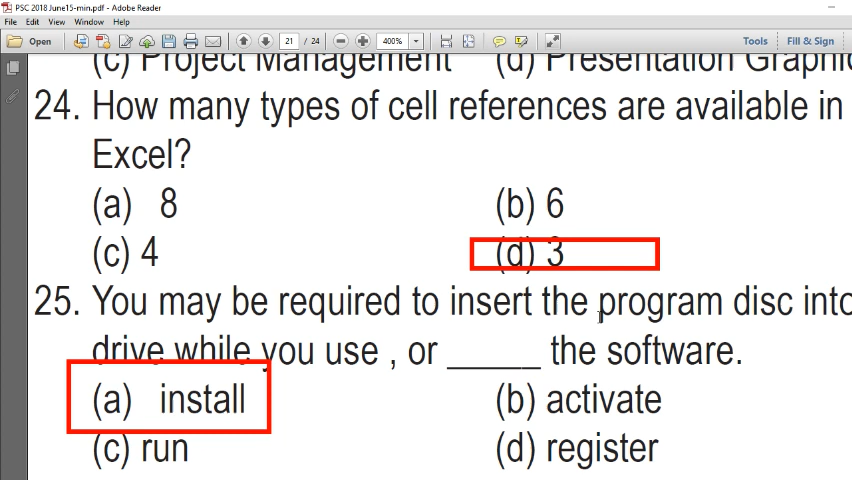 PSC 2018.June15-min.pdf - Adobe Reader
File Edit View Window Help
Open 21 / 24 400% Tools Fill & Sign
(c) Project Management (d) Presentation Graphic
24. How many types of cell references are available in
Excel?
(a) 8 (b) 6
(c) 4 (d) 3
25. You may be required to insert the program disc into
drive while you use , or _____ the software.
(a) install (b) activate
(c) run (d) register